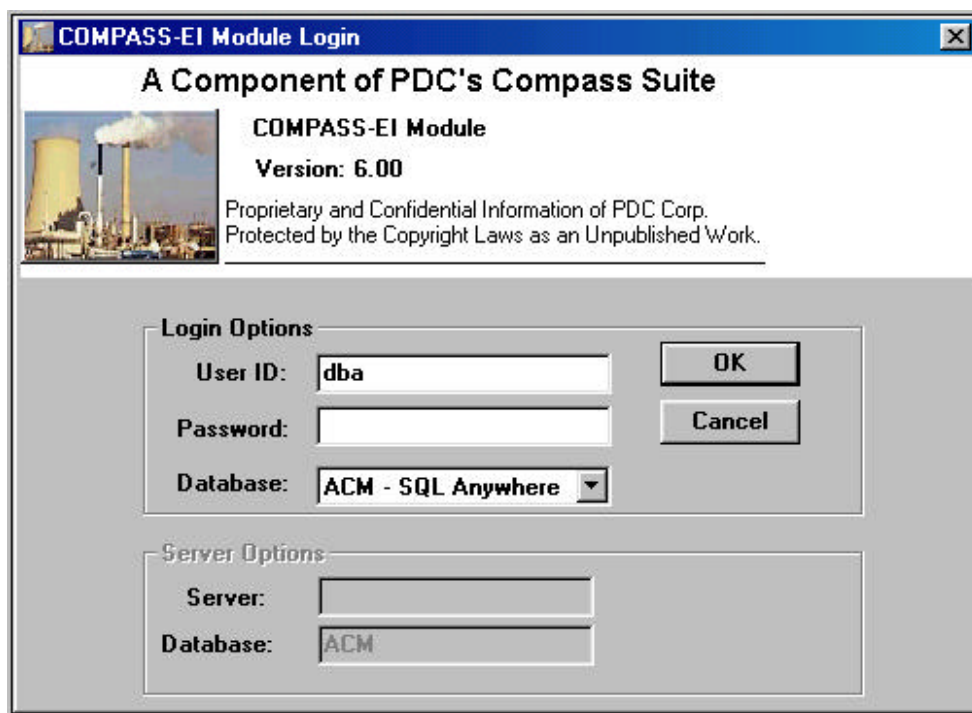 COMPASS-EI Module Login
A Component of PDC's Compass Suite
COMPASS-EI Module
Version: 6.00
Proprietary and Confidential Information of PDC Corp.
Protected by the Copyright Laws as an Unpublished Work.
Login Options
User ID: dba
OK
Password:
Cancel
Database: ACM - SQL Anywhere
Server Options
Server:
Database: ACM